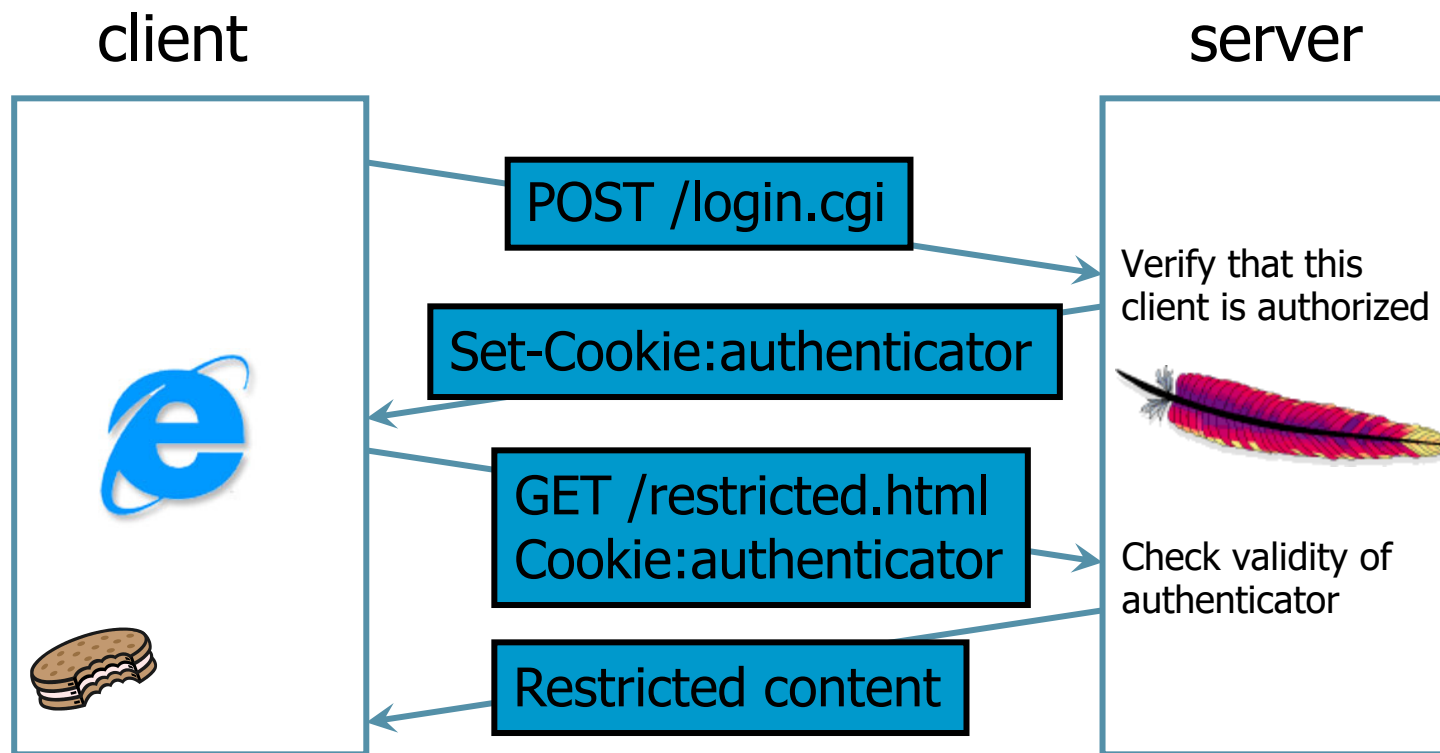 client
server
POST /login.cgi
Verify that this
client is authorized
Set-Cookie:authenticator
GET /restricted.html
Cookie:authenticator
Check validity of
authenticator
Restricted content